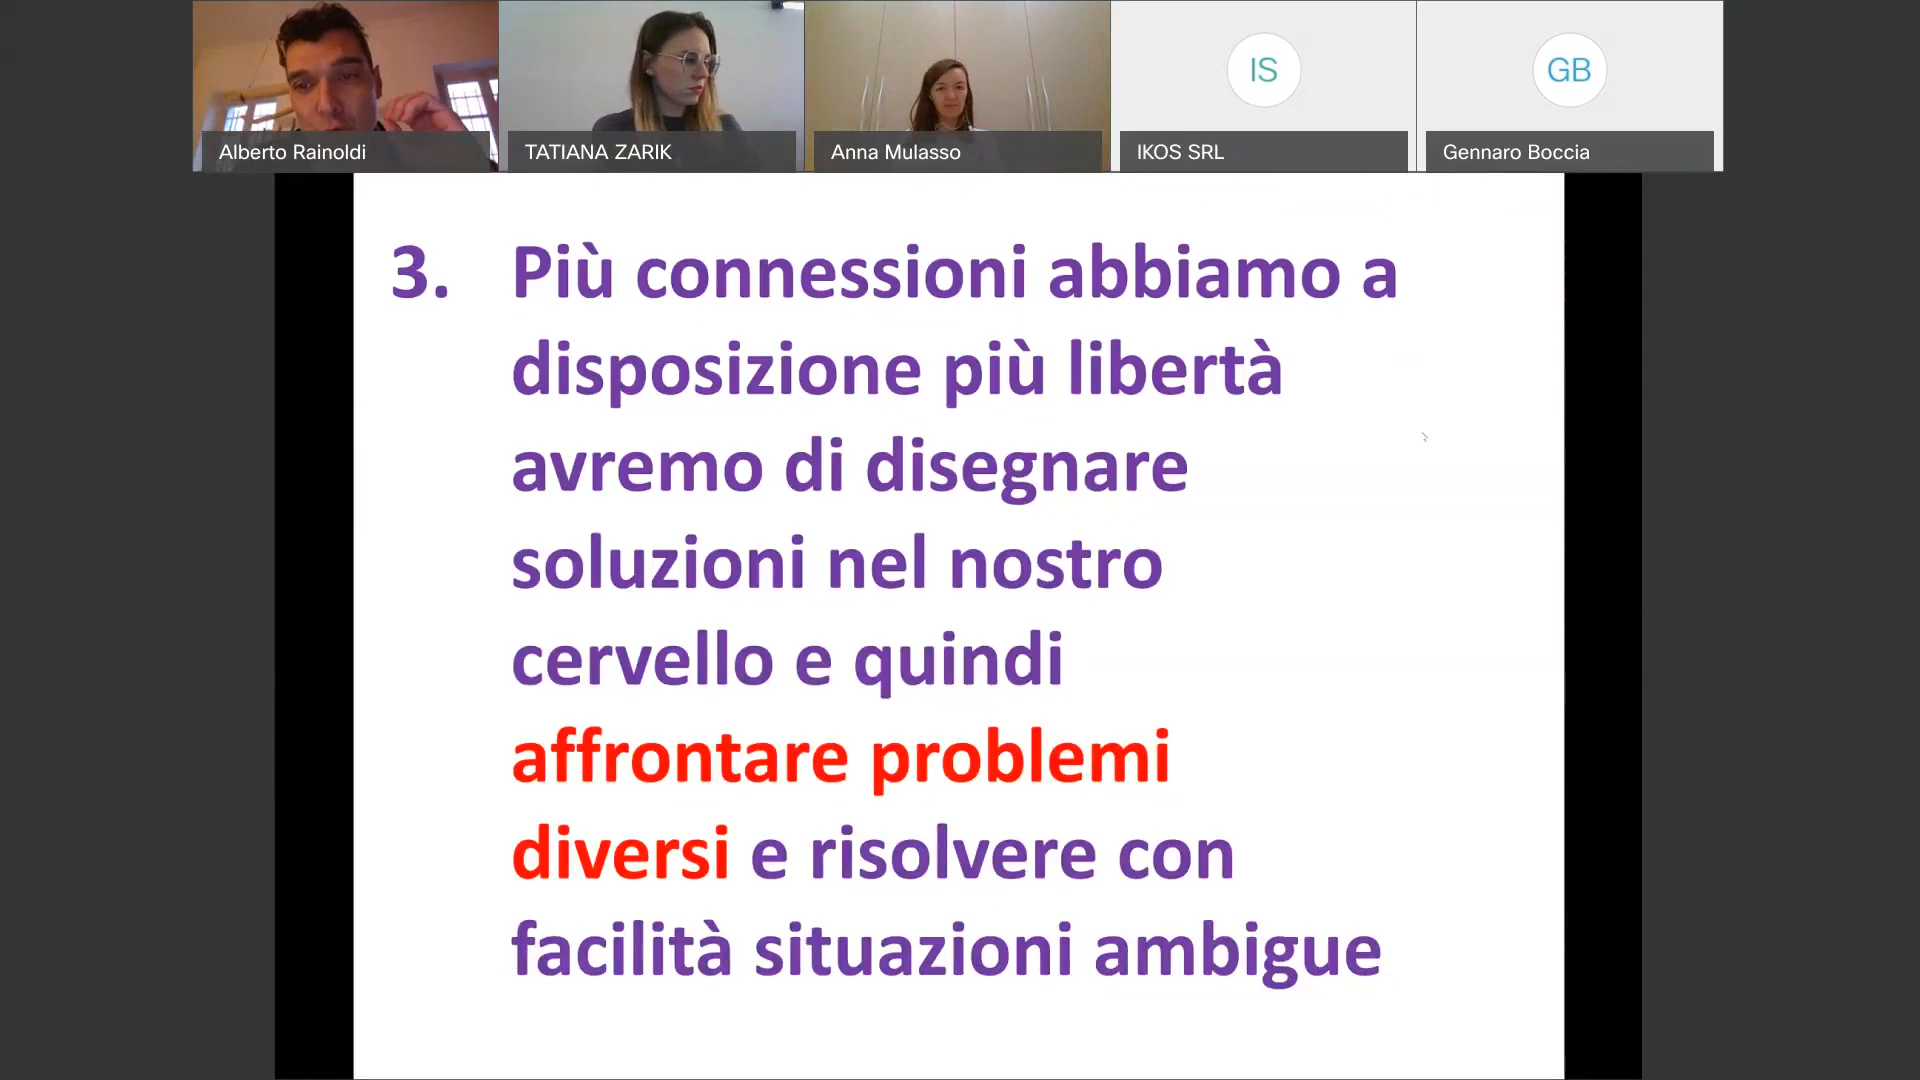 Alberto Rainoldi
TATIANA ZARIK
Anna Mulasso
IS
IKOS SRL
GB
Gennaro Boccia
3. Più connessioni abbiamo a
disposizione più libertà
avremo di disegnare
soluzioni nel nostro
cervello e quindi
affrontare problemi
diversi e risolvere con
facilità situazioni ambigue